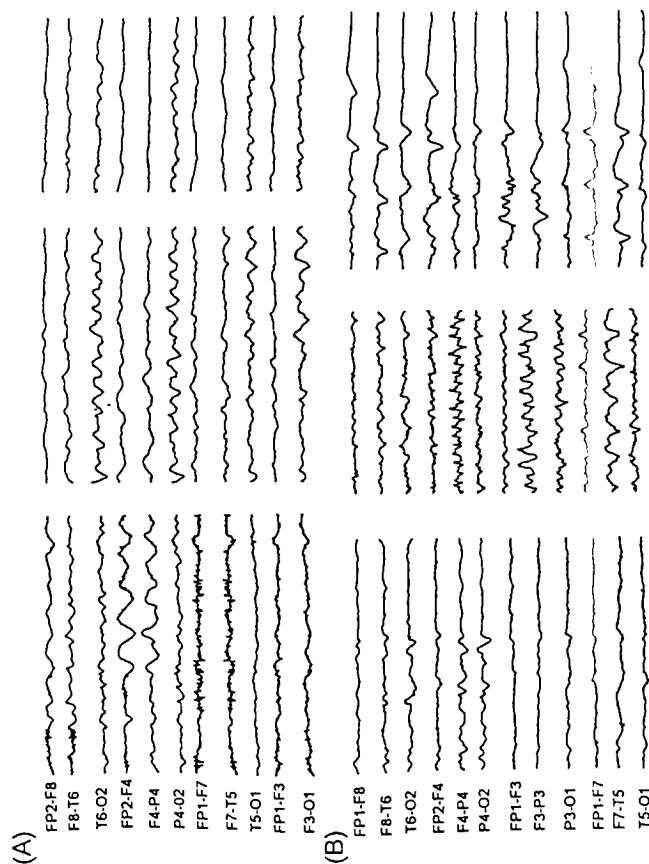 (A)
FP2-F8
F8-T6
T6-O2
FP2-F4
F4-P4
P4-02
FP1-F7
F7-T5
T5-O1
FP1-F3
F3-O1
(B)
FP1-F8
F8-T6
T6-O2
FP2-F4
F4-P4
P4-O2
FP1-F3
F3-P3
P3-O1
FP1-F7
F7-T5
T5-O1